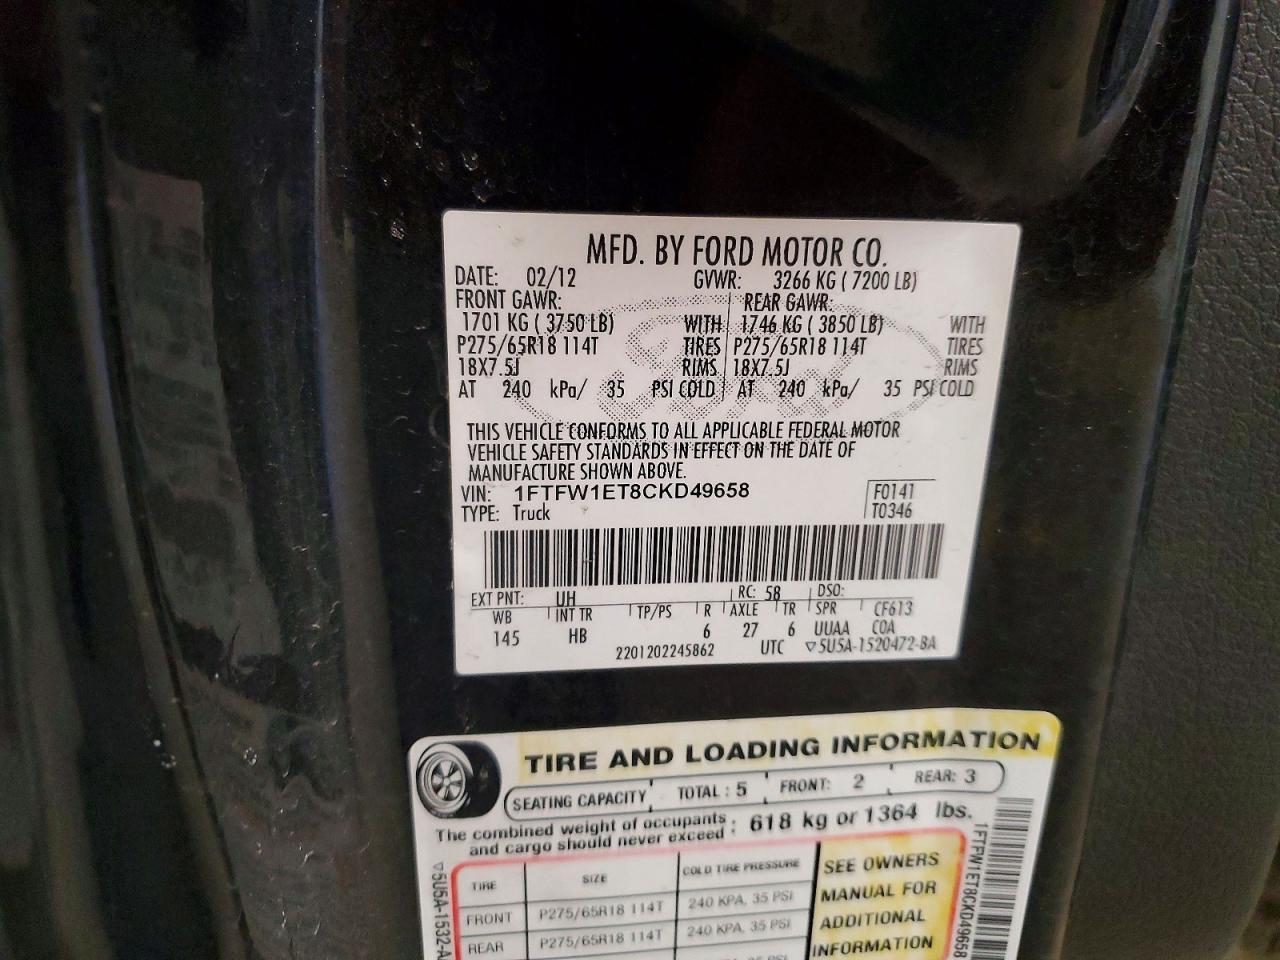 MFD. BY FORD MOTOR CO.
DATE: 02/12 GVWR: 3266 KG ( 7200 LB)
FRONT GAWR: REAR GAWR:
1701 KG ( 3750 LB) WITH 1746 KG ( 3850 LB) WITH
P275/65R18 114T TIRES P275/65R18 114T TIRES
18X7.5J RIMS 18X7.5J RIMS
AT 240 kPa/ 35 PSI COLD AT 240 kPa/ 35 PSI COLD
THIS VEHICLE CONFORMS TO ALL APPLICABLE FEDERAL MOTOR
VEHICLE SAFETY STANDARDS IN EFFECT ON THE DATE OF
MANUFACTURE SHOWN ABOVE.
VIN: 1FTFW1ET8CKD49658 F0141
TYPE: Truck T0346
EXT PNT: UH RC: 58 DSO:
WB INT TR TP/PS R AXLE TR SPR CF613
145 HB 6 27 6 UUAA COA
2201202245862 UTC ▽5U5A-1520472-BA
TIRE AND LOADING INFORMATION
SEATING CAPACITY TOTAL : 5 FRONT: 2 REAR: 3
The combined weight of occupants and cargo should never exceed : 618 kg or 1364 lbs.
TIRE SIZE COLD TIRE PRESSURE
FRONT P275/65R18 114T 240 KPA, 35 PSI
REAR P275/65R18 114T 240 KPA, 35 PSI
SEE OWNERS
MANUAL FOR
ADDITIONAL
INFORMATION
1FTFW1ET8CKD49658
▽5U5A-1532-A